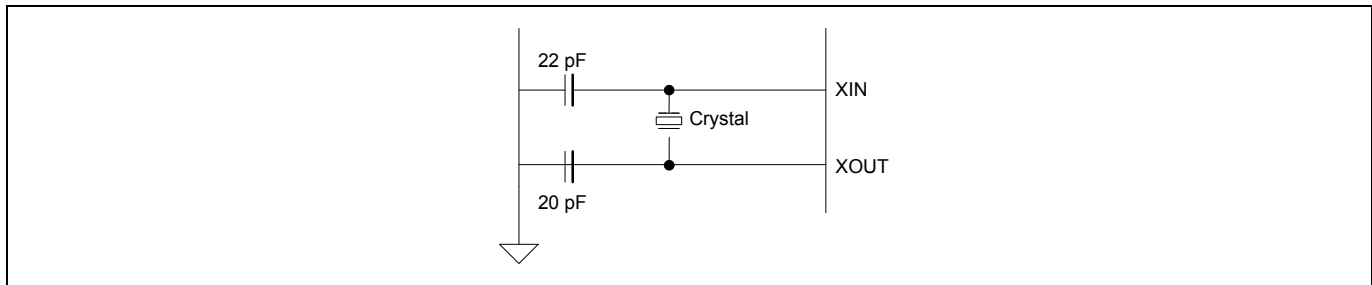 22 pF
XIN
Crystal
XOUT
20 pF